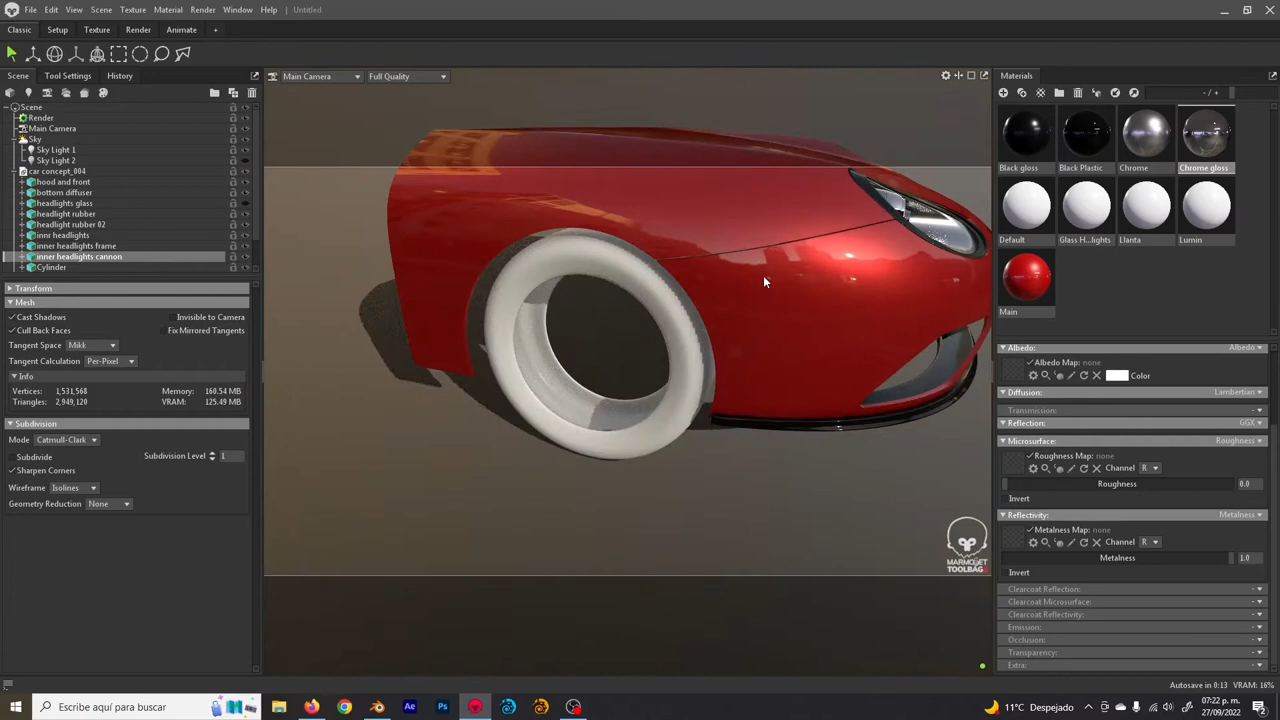 File Edit View Scene Texture Material Render Window Help Untitled
Classic Setup Texture Render Animate +
Scene Tool Settings History
Main Camera Full Quality
Materials
- / +
Scene
Render
Main Camera
Sky
Sky Light 1
Sky Light 2
car concept_004
hood and front
bottom diffuser
headlights glass
headlight rubber
headlight rubber 02
innr headlights
inner headlights frame
inner headlights cannon
Cylinder
Transform
Mesh
Cast Shadows Invisible to Camera
Cull Back Faces Fix Mirrored Tangents
Tangent Space Mikk
Tangent Calculation Per-Pixel
Info
Vertices: 1,531,568 Memory: 160.54 MB
Triangles: 2,949,120 VRAM: 125.49 MB
Subdivision
Mode Catmull-Clark
Subdivide Subdivision Level 1
Sharpen Corners
Wireframe Isolines
Geometry Reduction None
MARMOSET
TOOLBAG
Black gloss Black Plastic Chrome Chrome gloss
Default Glass H...lights Llanta Lumin
Main
Albedo: Albedo
Albedo Map: none
Color
Diffusion: Lambertian
Transmission: -
Reflection: GGX
Microsurface: Roughness
Roughness Map: none
Channel R
Roughness 0.0
Invert
Reflectivity: Metalness
Metalness Map: none
Channel R
Metalness 1.0
Invert
Clearcoat Reflection: -
Clearcoat Microsurface: -
Clearcoat Reflectivity: -
Emission: -
Occlusion: -
Transparency: -
Extra: -
Autosave in 0:13 VRAM: 16%
Escribe aquí para buscar
Ae Ps
11°C Despejado
07:22 p. m.
27/09/2022
2